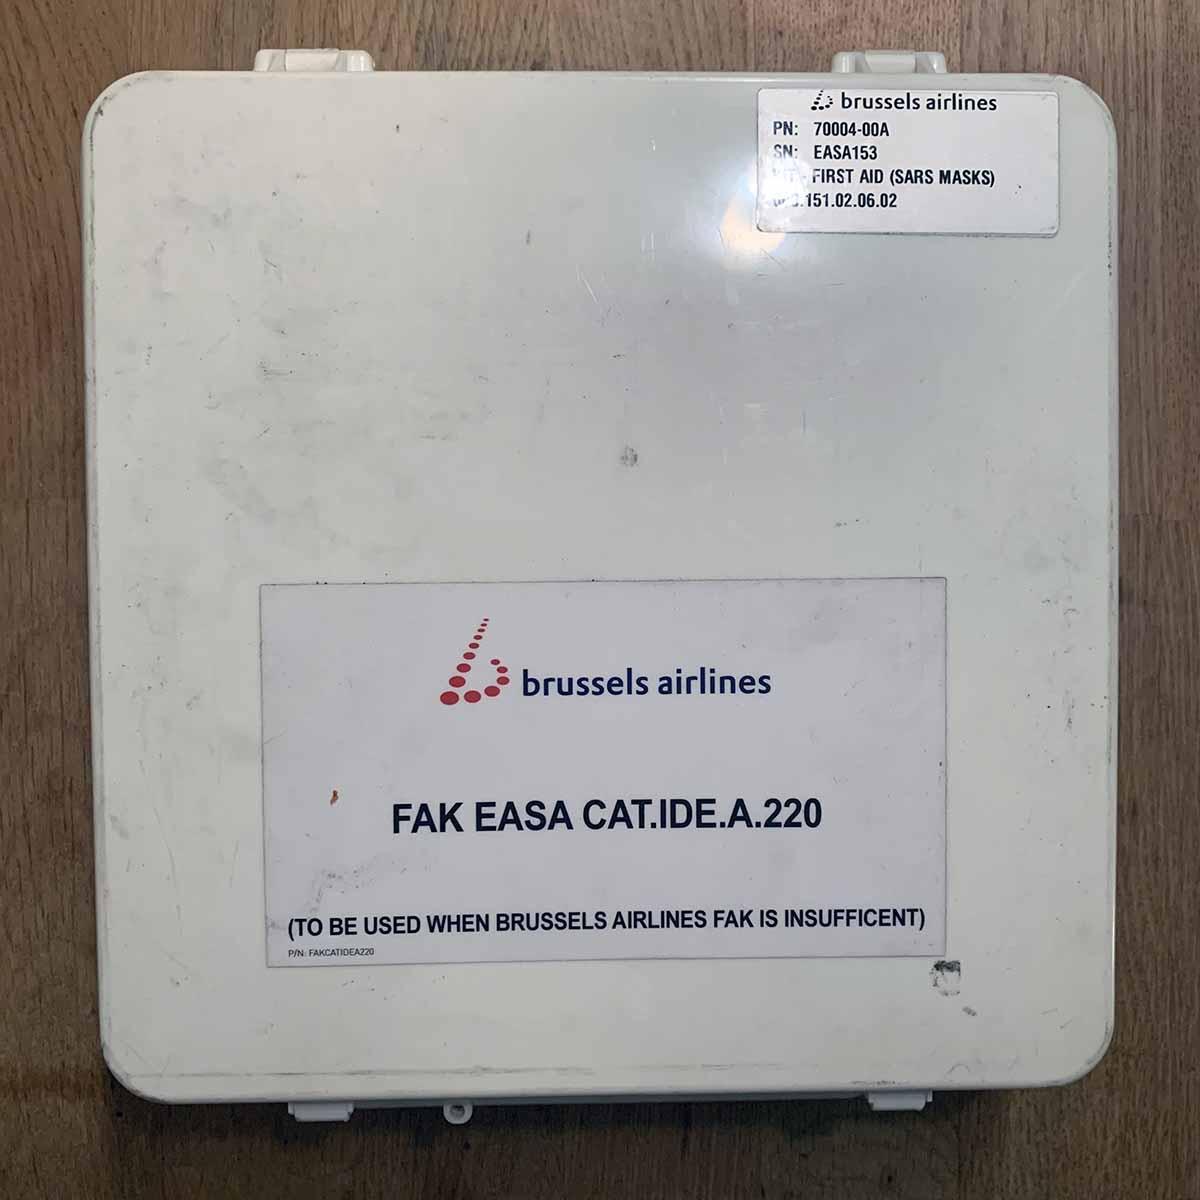 brussels airlines
PN: 70004-00A
SN: EASA153
FIRST AID (SARS MASKS)
.151.02.06.02
brussels airlines
FAK EASA CAT.IDE.A.220
(TO BE USED WHEN BRUSSELS AIRLINES FAK IS INSUFFICENT)
P/N: FAKCATIDEA220